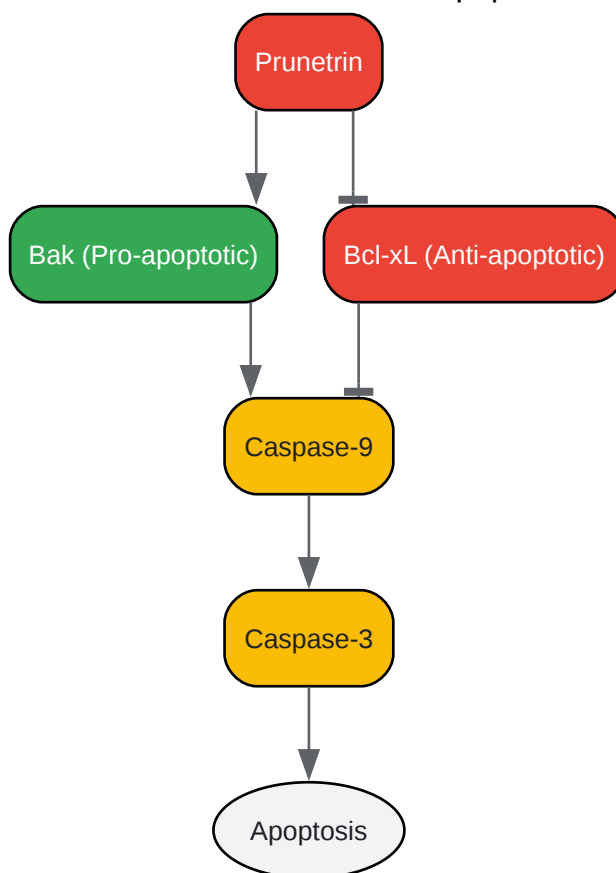 Prunetrin
Bak (Pro-apoptotic)
Bcl-xL (Anti-apoptotic)
Caspase-9
Caspase-3
Apoptosis